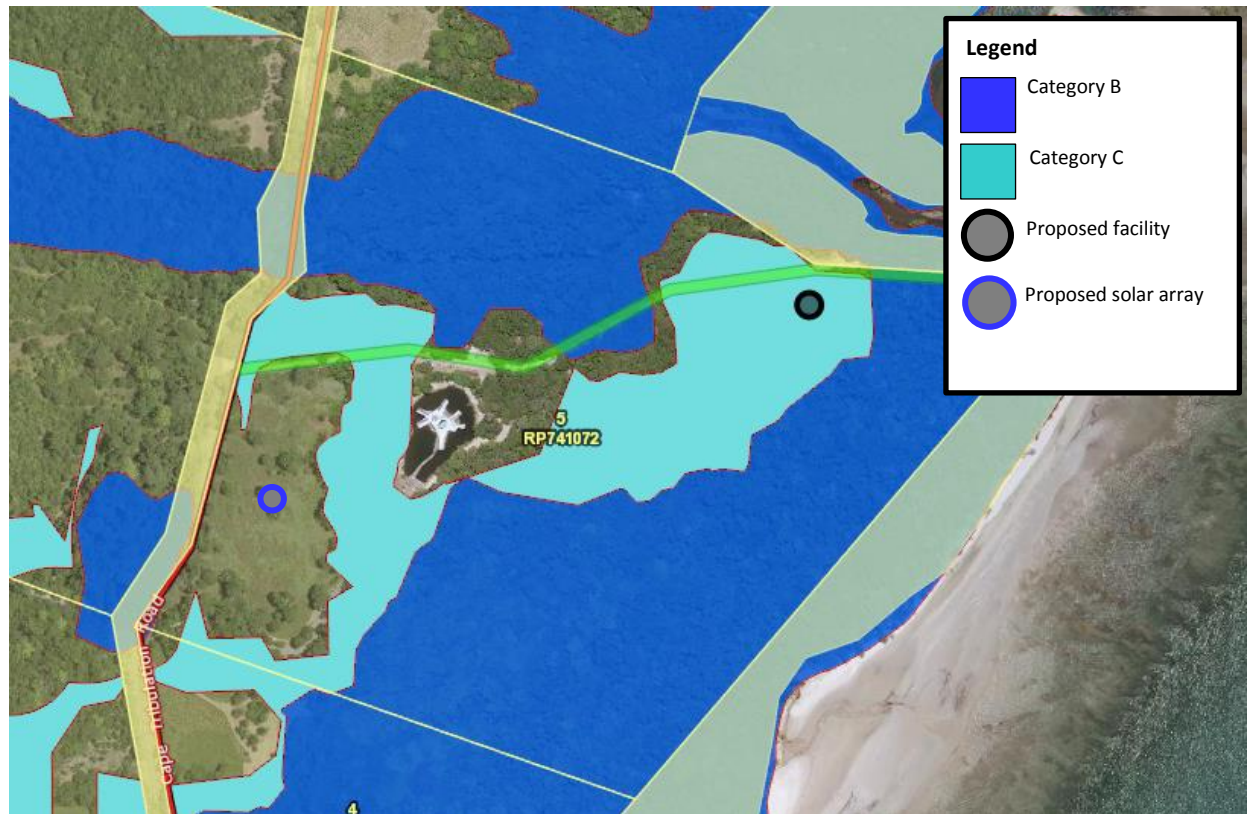 Legend
Category B
Category C
Proposed facility
Proposed solar array
5
RP741072
Cape Tribulation Road
4